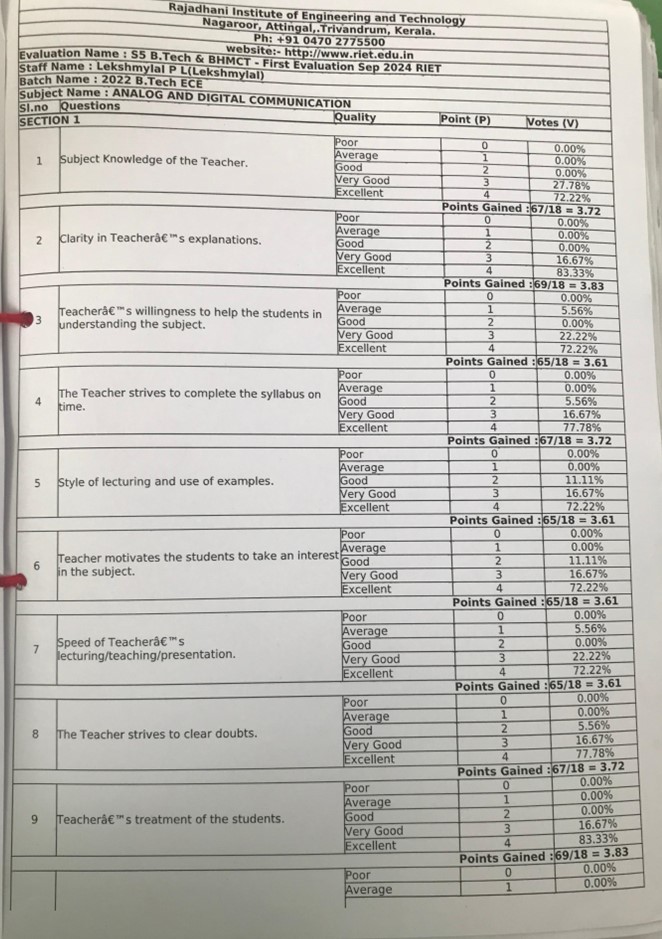 Rajadhani Institute of Engineering and Technology
Nagaroor, Attingal,.Trivandrum, Kerala.
Ph: +91 0470 2775500
website:- http://www.riet.edu.in
Evaluation Name : S5 B.Tech & BHMCT - First Evaluation Sep 2024 RIET
Staff Name : Lekshmylal P L(Lekshmylal)
Batch Name : 2022 B.Tech ECE
Subject Name : ANALOG AND DIGITAL COMMUNICATION
Sl.no Questions Quality Point (P) Votes (V)
SECTION 1
1 Subject Knowledge of the Teacher.
Poor 0 0.00%
Average 1 0.00%
Good 2 0.00%
Very Good 3 27.78%
Excellent 4 72.22%
Points Gained :67/18 = 3.72
2 Clarity in Teacherâ€™s explanations.
Poor 0 0.00%
Average 1 0.00%
Good 2 0.00%
Very Good 3 16.67%
Excellent 4 83.33%
Points Gained :69/18 = 3.83
3 Teacherâ€™s willingness to help the students in
understanding the subject.
Poor 0 0.00%
Average 1 5.56%
Good 2 0.00%
Very Good 3 22.22%
Excellent 4 72.22%
Points Gained :65/18 = 3.61
4 The Teacher strives to complete the syllabus on
time.
Poor 0 0.00%
Average 1 0.00%
Good 2 5.56%
Very Good 3 16.67%
Excellent 4 77.78%
Points Gained :67/18 = 3.72
5 Style of lecturing and use of examples.
Poor 0 0.00%
Average 1 0.00%
Good 2 11.11%
Very Good 3 16.67%
Excellent 4 72.22%
Points Gained :65/18 = 3.61
6 Teacher motivates the students to take an interest
in the subject.
Poor 0 0.00%
Average 1 0.00%
Good 2 11.11%
Very Good 3 16.67%
Excellent 4 72.22%
Points Gained :65/18 = 3.61
7 Speed of Teacherâ€™s
lecturing/teaching/presentation.
Poor 0 0.00%
Average 1 5.56%
Good 2 0.00%
Very Good 3 22.22%
Excellent 4 72.22%
Points Gained :65/18 = 3.61
8 The Teacher strives to clear doubts.
Poor 0 0.00%
Average 1 0.00%
Good 2 5.56%
Very Good 3 16.67%
Excellent 4 77.78%
Points Gained :67/18 = 3.72
9 Teacherâ€™s treatment of the students.
Poor 0 0.00%
Average 1 0.00%
Good 2 0.00%
Very Good 3 16.67%
Excellent 4 83.33%
Points Gained :69/18 = 3.83
Poor 0 0.00%
Average 1 0.00%